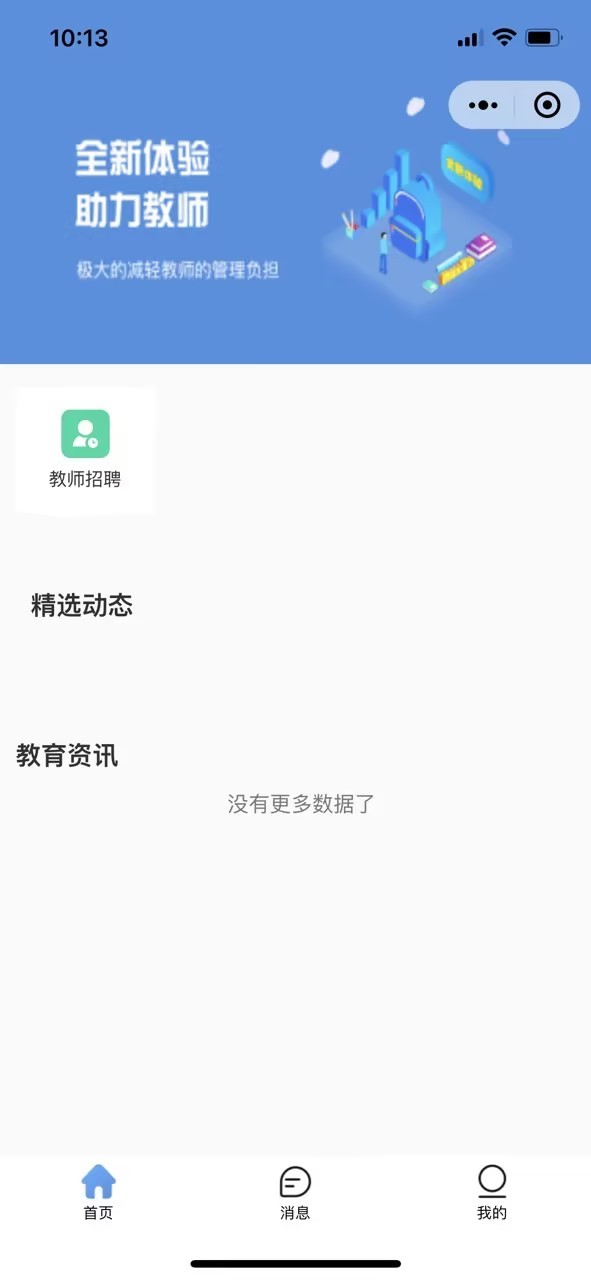 10:13
全新体验
助力教师
极大的减轻教师的管理负担
教师招聘
精选动态
教育资讯
没有更多数据了
首页
消息
我的